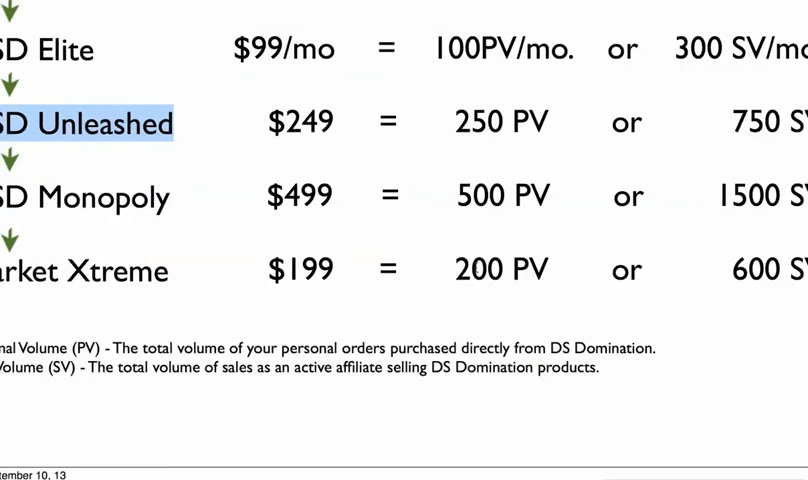 SD Elite $99/mo = 100PV/mo. or 300 SV/mo
SD Unleashed $249 = 250 PV or 750 SV
SD Monopoly $499 = 500 PV or 1500 SV
arket Xtreme $199 = 200 PV or 600 SV
nal Volume (PV) - The total volume of your personal orders purchased directly from DS Domination.
Volume (SV) - The total volume of sales as an active affiliate selling DS Domination products.
tember 10, 13